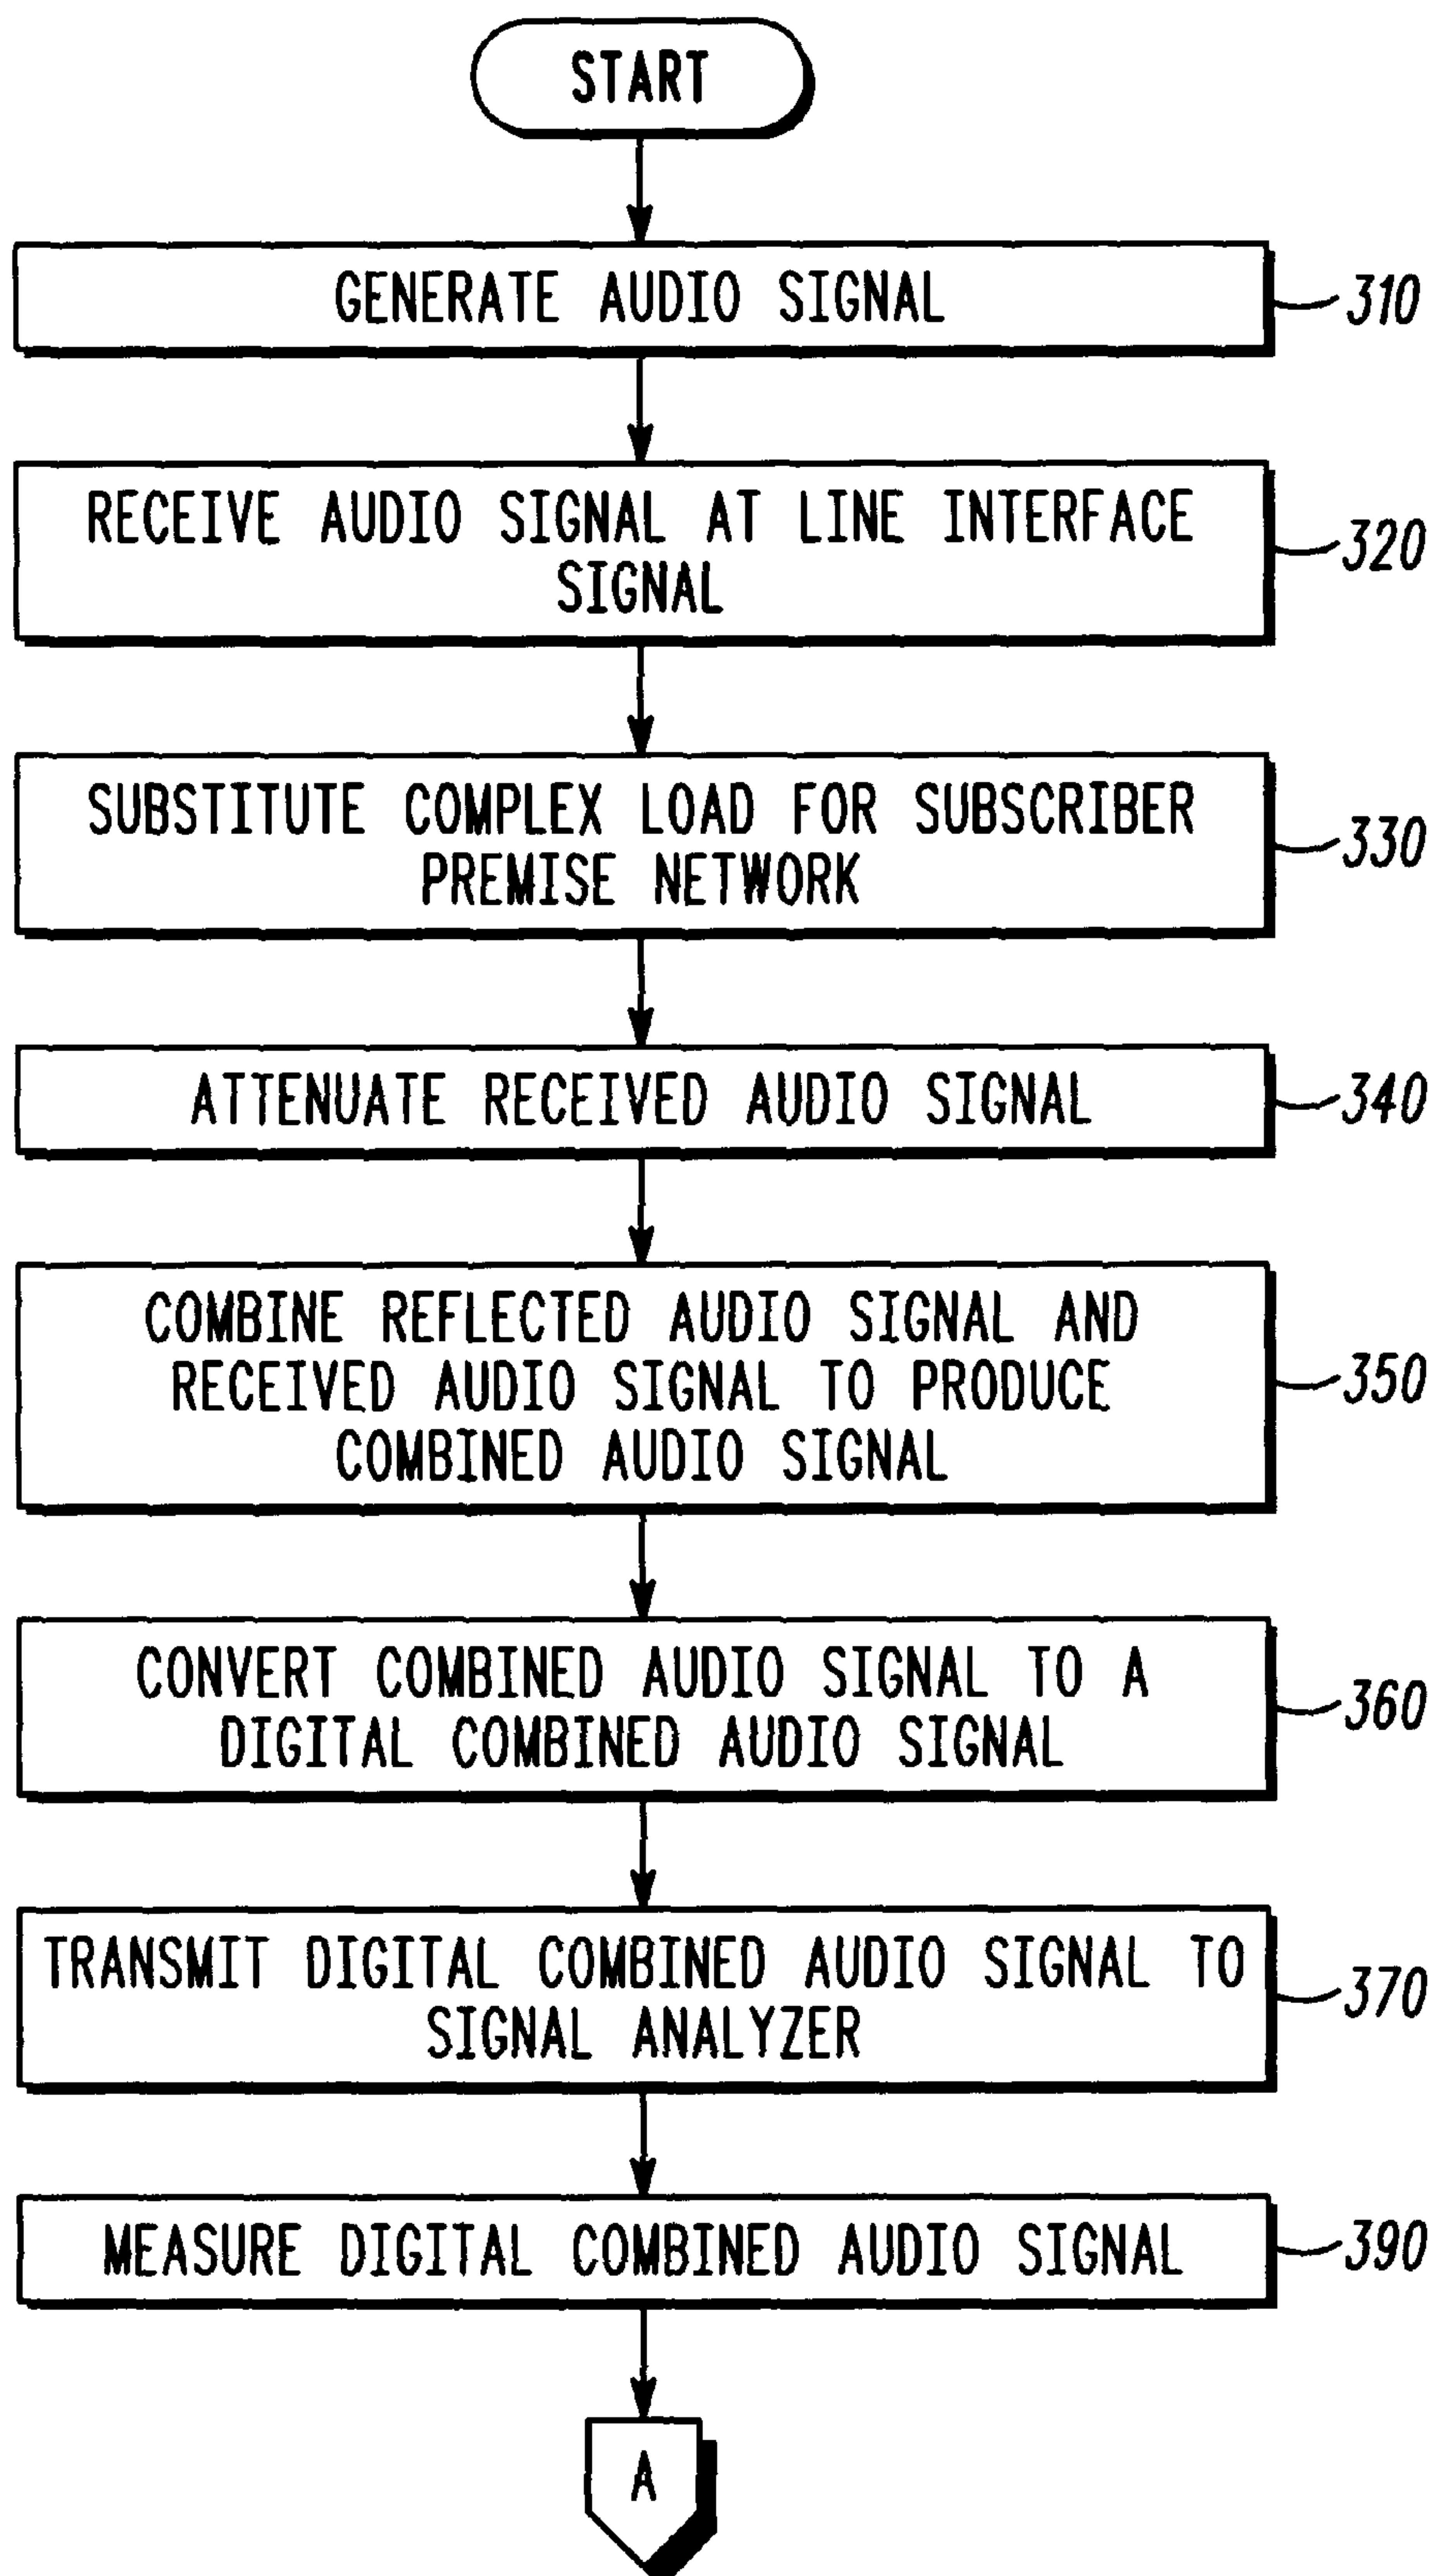 START
GENERATE AUDIO SIGNAL
310
RECEIVE AUDIO SIGNAL AT LINE INTERFACE
SIGNAL
320
SUBSTITUTE COMPLEX LOAD FOR SUBSCRIBER
PREMISE NETWORK
330
ATTENUATE RECEIVED AUDIO SIGNAL
340
COMBINE REFLECTED AUDIO SIGNAL AND
RECEIVED AUDIO SIGNAL TO PRODUCE
COMBINED AUDIO SIGNAL
350
CONVERT COMBINED AUDIO SIGNAL TO A
DIGITAL COMBINED AUDIO SIGNAL
360
TRANSMIT DIGITAL COMBINED AUDIO SIGNAL TO
SIGNAL ANALYZER
370
MEASURE DIGITAL COMBINED AUDIO SIGNAL
390
A